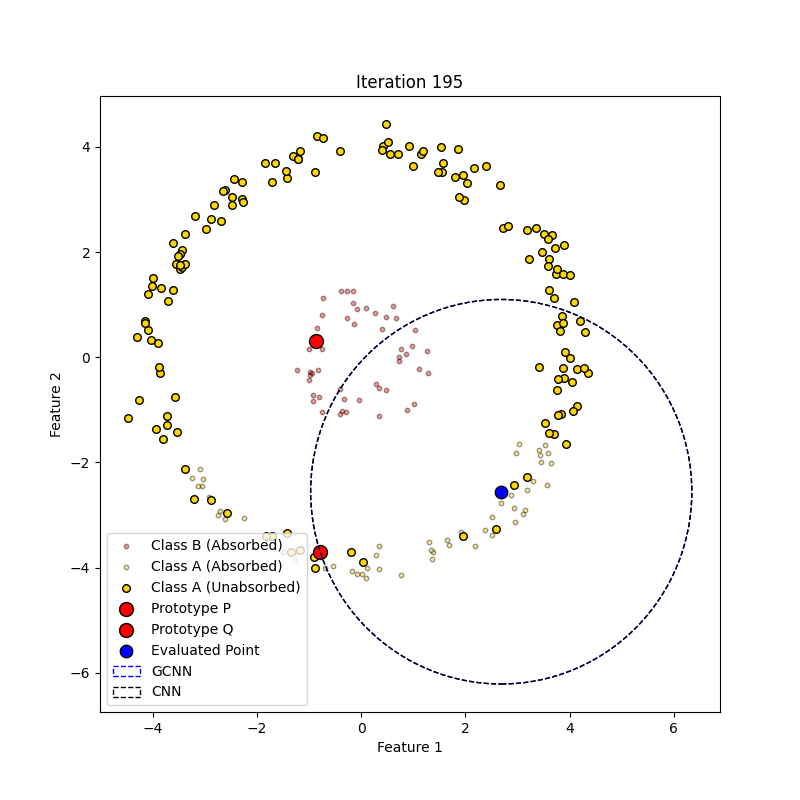 Iteration 195
4
2
0
−2
−4
−6
Feature 2
Class B (Absorbed)
Class A (Absorbed)
Class A (Unabsorbed)
Prototype P
Prototype Q
Evaluated Point
GCNN
CNN
−4
−2
0
2
4
6
Feature 1